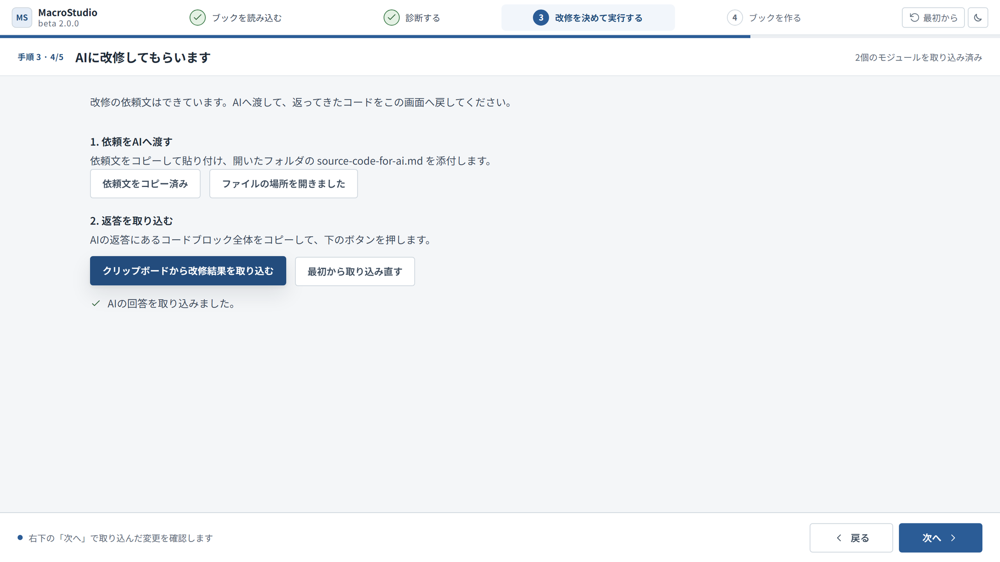 MS
MacroStudio
beta 2.0.0
ブックを読み込む
診断する
3 改修を決めて実行する
4 ブックを作る
最初から
手順 3・4/5
AIに改修してもらいます
2個のモジュールを取り込み済み
改修の依頼文はできています。AIへ渡して、返ってきたコードをこの画面へ戻してください。
1. 依頼をAIへ渡す
依頼文をコピーして貼り付け、開いたフォルダの source-code-for-ai.md を添付します。
依頼文をコピー済み
ファイルの場所を開きました
2. 返答を取り込む
AIの返答にあるコードブロック全体をコピーして、下のボタンを押します。
クリップボードから改修結果を取り込む
最初から取り込み直す
AIの回答を取り込みました。
右下の「次へ」で取り込んだ変更を確認します
戻る
次へ